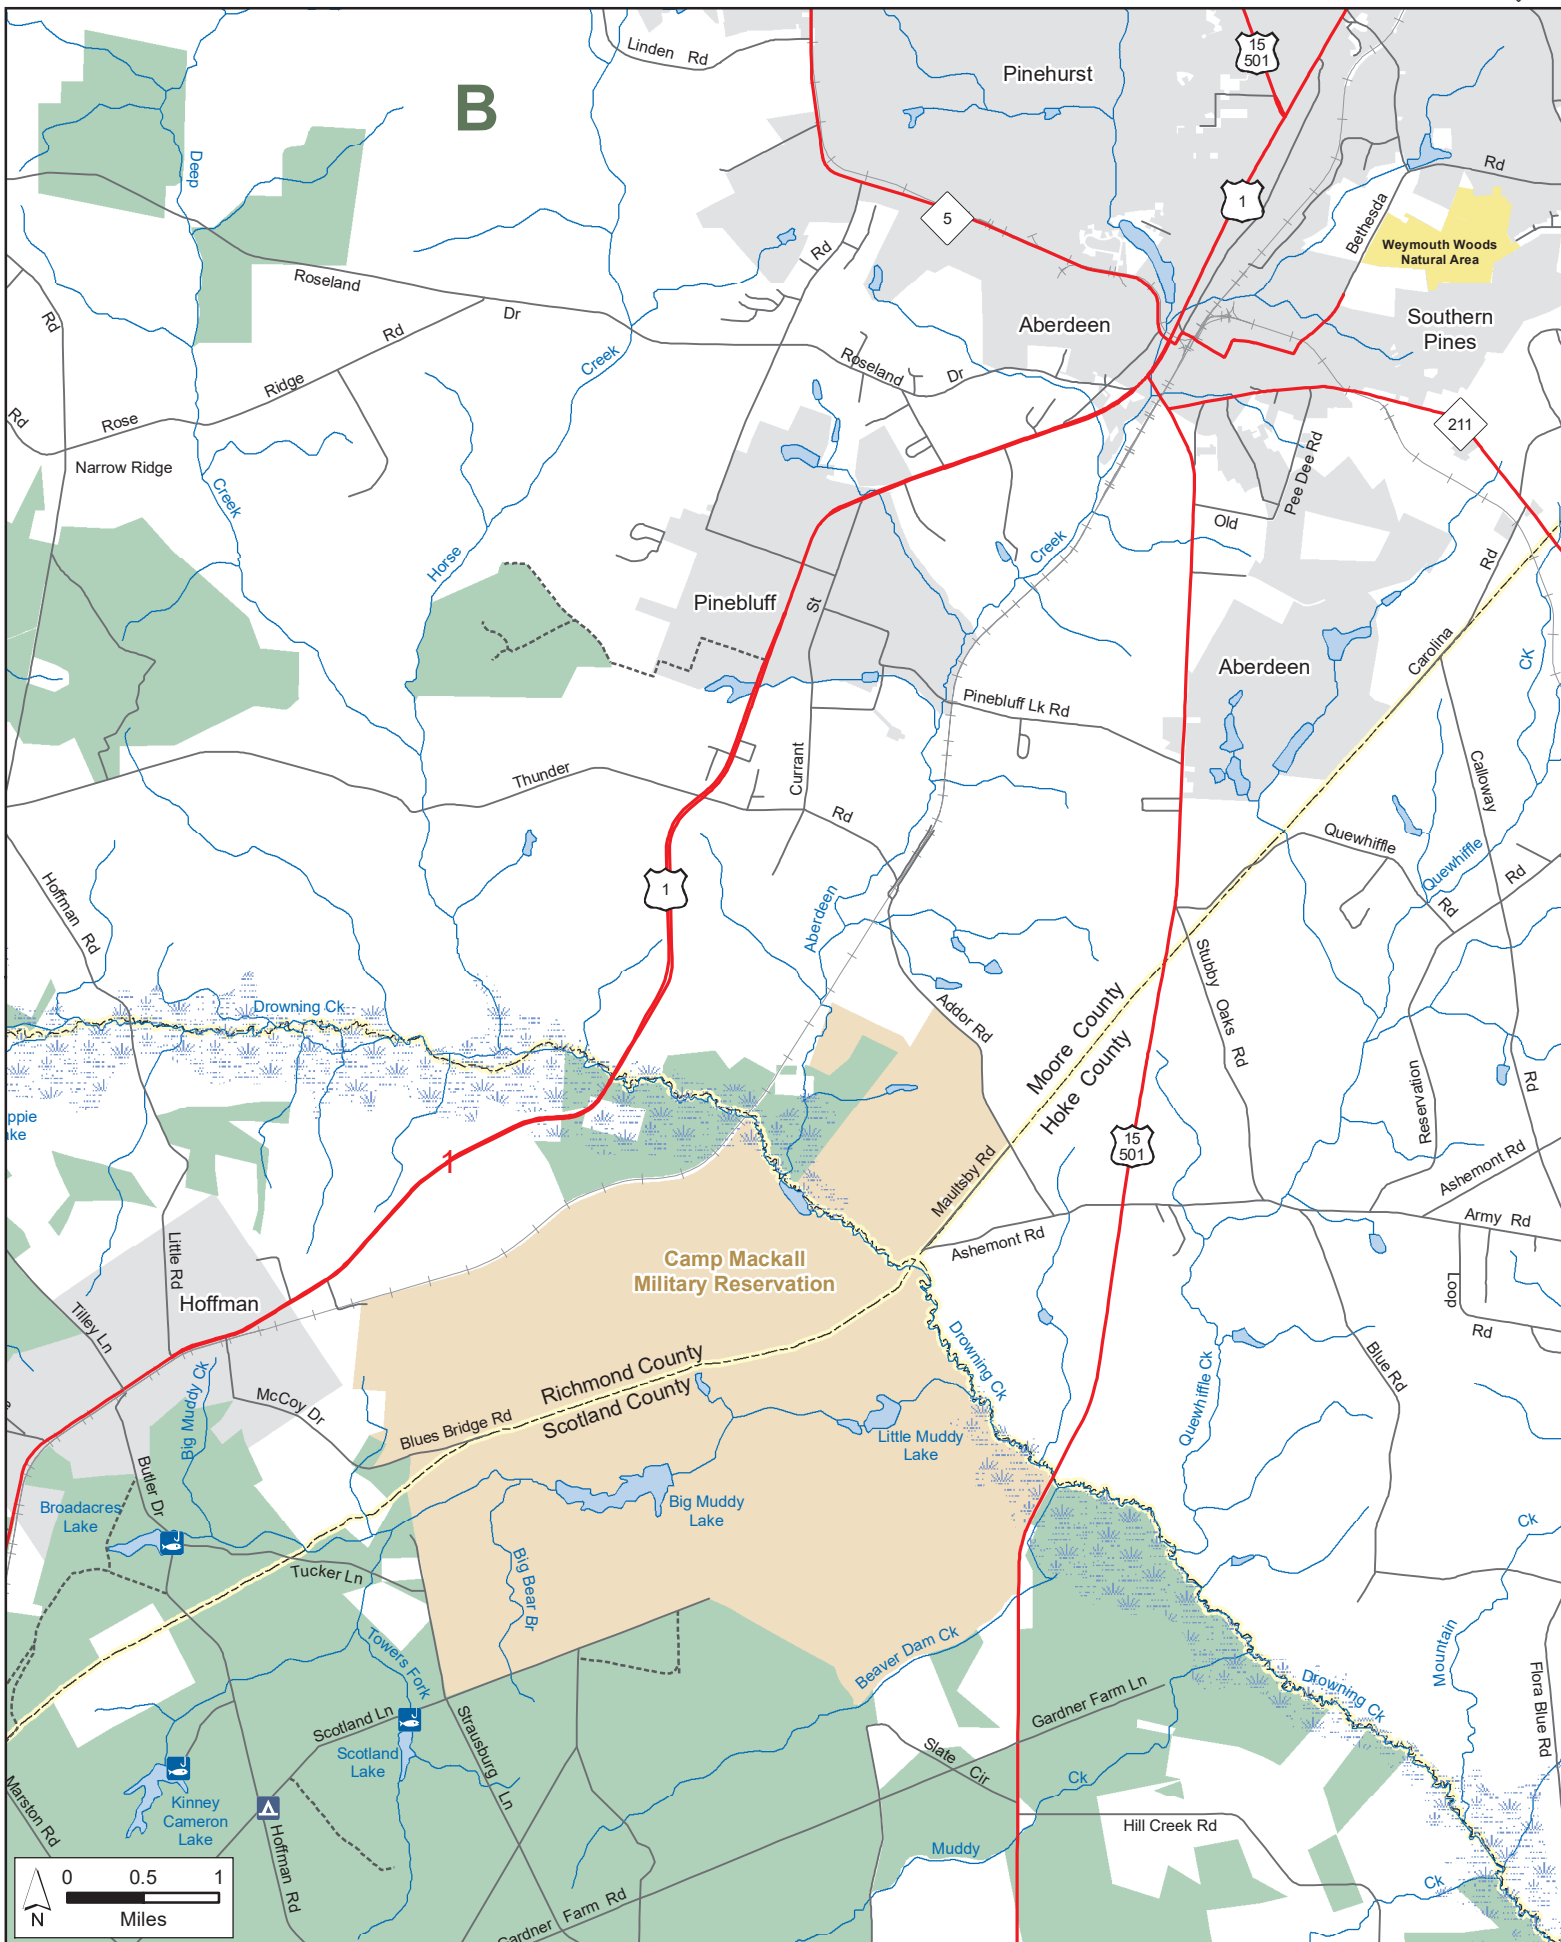 Linden Rd
B
Pinehurst
15
501
1
5
Rd
Bethesda
Weymouth Woods
Natural Area
Southern
Pines
Aberdeen
Deep
Roseland
Dr
Rd
Rd
Creek
Roseland
Dr
Rd
Ridge
Rose
Rd
Narrow Ridge
Creek
Horse
211
Pee Dee Rd
Old
Creek
Rd
Pinebluff
St
Carolina
CK
Aberdeen
Pinebluff Lk Rd
Currant
Thunder
Rd
Calloway
Quewhiffle
Quewhiffle
Rd
Rd
1
Hoffman Rd
Aberdeen
Stubby Oaks Rd
Drowning Ck
Addor Rd
Moore County
Hoke County
Reservation
Rd
ppie
ke
1
15
501
Maultsby Rd
Ashemont Rd
Ashemont Rd
Army Rd
Loop
Rd
Little Rd
Camp Mackall
Military Reservation
Hoffman
Tilley Ln
Drowning Ck
Blue Rd
Quewhiffle Ck
Richmond County
Scotland County
Big Muddy Ck
McCoy Dr
Blues Bridge Rd
e
Little Muddy
Lake
Butler Dr
Big Muddy
Lake
Broadacres
Lake
Ck
Tucker Ln
Big Bear Br
Towers Fork
Beaver Dam Ck
Mountain
Flora Blue Rd
Drowning Ck
Gardner Farm Ln
Scotland Ln
Strausburg Ln
Scotland
Lake
Slate Cir
Ck
Kinney
Cameron
Lake
Marston Rd
Hoffman Rd
Hill Creek Rd
Muddy
Ck
Gardner Farm Rd
0 0.5 1
Miles
N